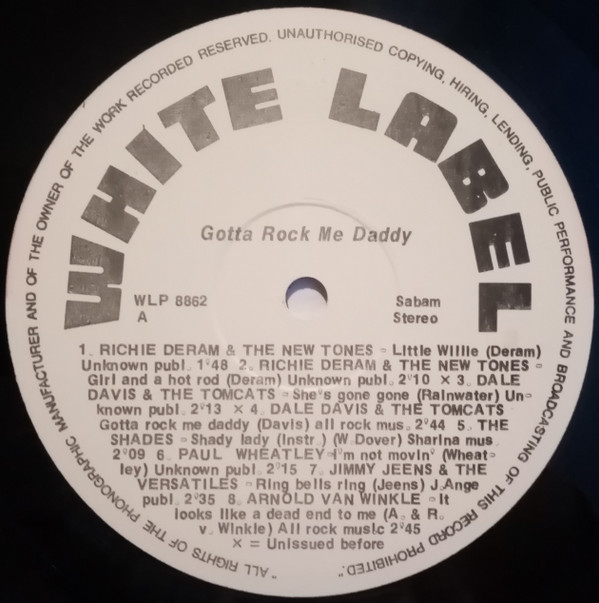 "ALL RIGHTS OF THE PHONOGRAPHIC MANUFACTURER AND OF THE OWNER OF THE WORK RECORDED RESERVED. UNAUTHORISED COPYING, HIRING, LENDING, PUBLIC PERFORMANCE AND BROADCASTING OF THIS RECORD PROHIBITED."
WHITE LABEL
Gotta Rock Me Daddy
WLP 8862 Sabam
A Stereo
1. RICHIE DERAM & THE NEW TONES - Little Willie (Deram)
Unknown publ. 1'48 2. RICHIE DERAM & THE NEW TONES -
Girl and a hot rod (Deram) Unknown publ. 2'10 × 3. DALE
DAVIS & THE TOMCATS - She's gone gone (Rainwater) Un-
known publ. 2'13 × 4. DALE DAVIS & THE TOMCATS
Gotta rock me daddy (Davis) all rock mus. 2'44 5. THE
SHADES - Shady lady (Instr.) (W Dover) Sharina mus.
2'09 6. PAUL WHEATLEY-I'm not movin' (Wheat-
ley) Unknown publ. 2'15 7. JIMMY JEENS & THE
VERSATILES - Ring bells ring (Jeens) J.Ange
publ. 2'35 8. ARNOLD VAN WINKLE - It
looks like a dead end to me (A. & R.
v. Winkle) All rock music 2'45
× = Unissued before